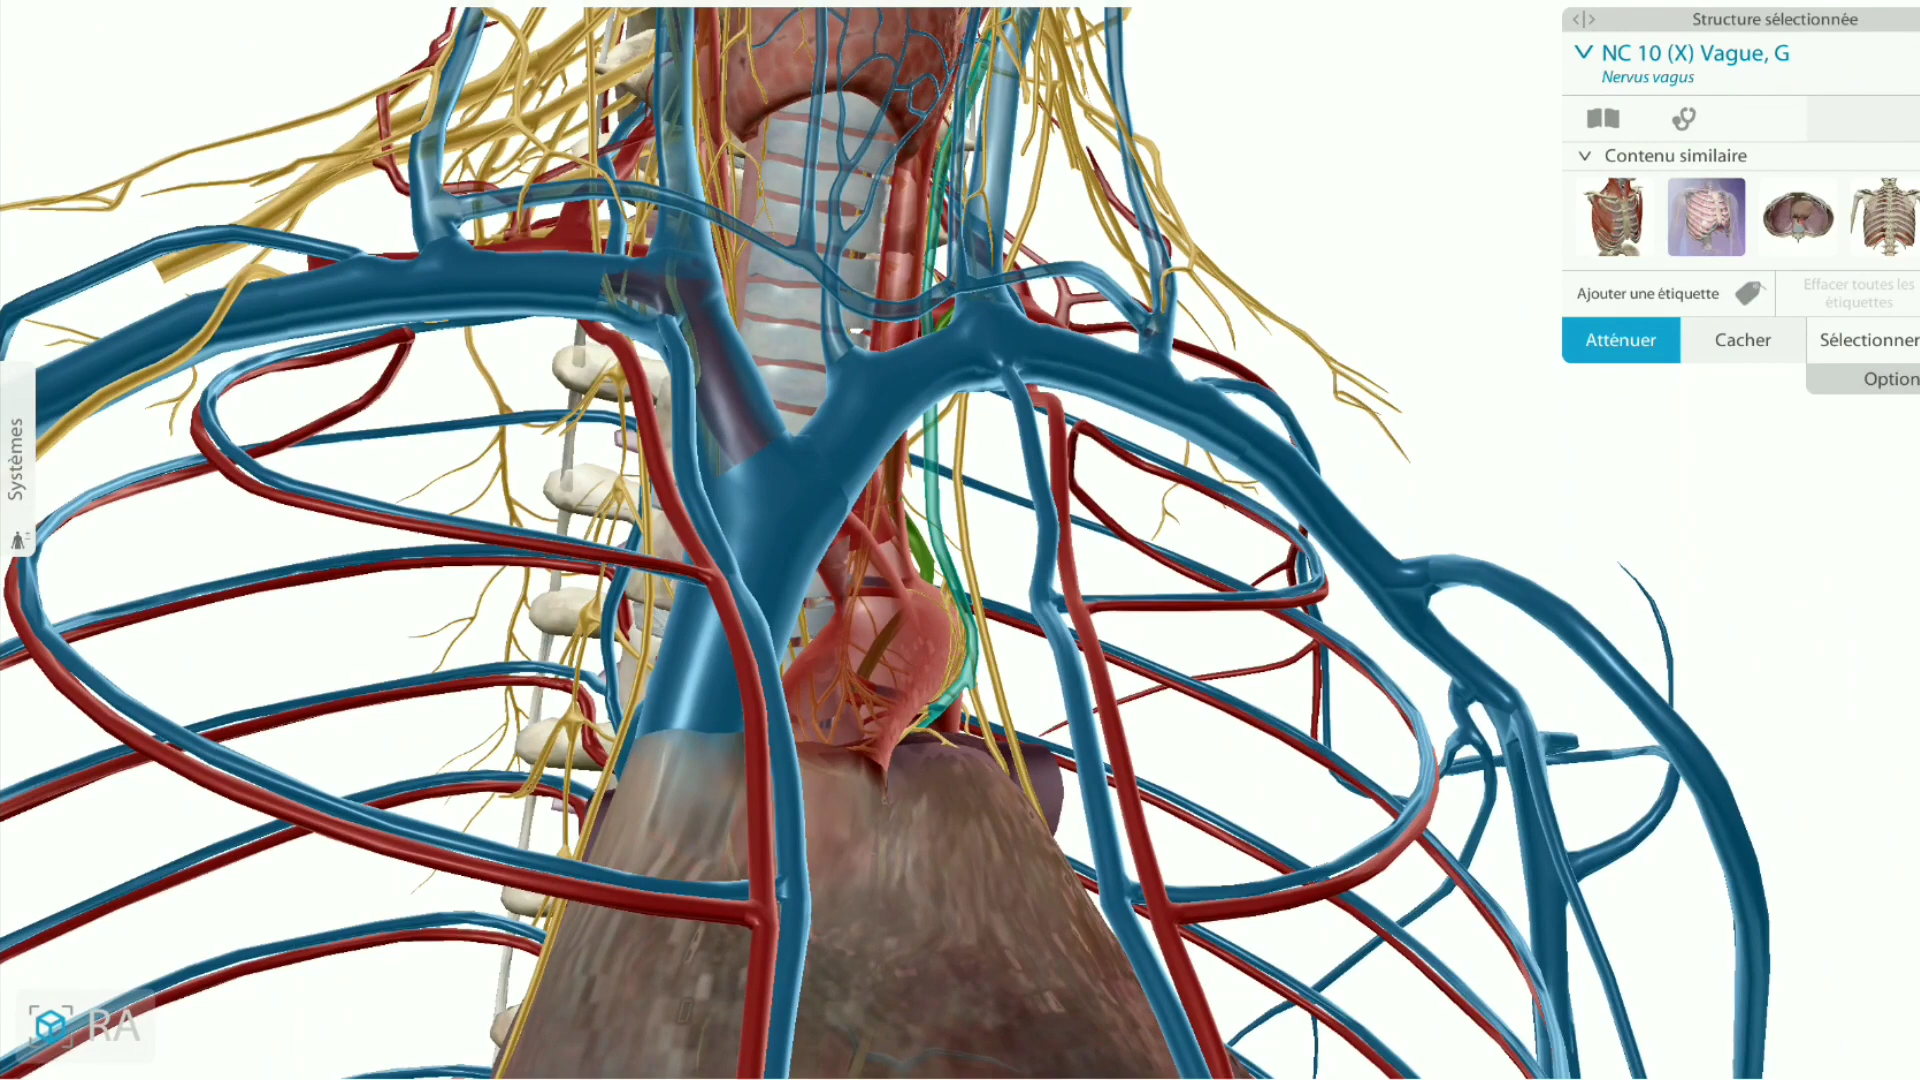 Structure sélectionnée
NC 10 (X) Vague, G
Nervus vagus
Contenu similaire
Ajouter une étiquette
Effacer toutes les
étiquettes
Atténuer
Cacher
Sélectionner
Option
Systèmes
RA